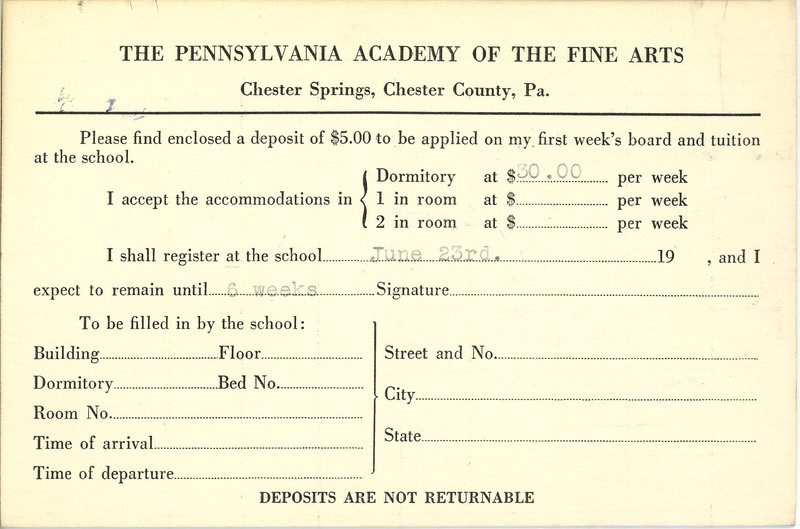 THE PENNSYLVANIA ACADEMY OF THE FINE ARTS
Chester Springs, Chester County, Pa.
Please find enclosed a deposit of $5.00 to be applied on my first week's board and tuition
at the school.
I accept the accommodations in
Dormitory at $30.00 per week
1 in room at $ per week
2 in room at $ per week
I shall register at the school June 23rd. 19 , and I
expect to remain until 6 weeks Signature
To be filled in by the school:
Building Floor
Dormitory Bed No.
Room No.
Time of arrival
Time of departure
Street and No.
City
State
DEPOSITS ARE NOT RETURNABLE